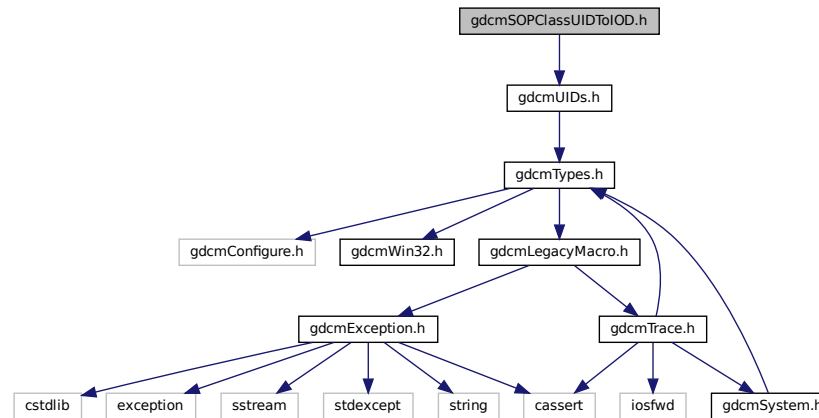 gdcmSOPClassUIDToIOD.h
gdcmUIDs.h
gdcmTypes.h
gdcmConfigure.h
gdcmWin32.h
gdcmLegacyMacro.h
gdcmException.h
gdcmTrace.h
cstdlib
exception
sstream
stdexcept
string
cassert
iosfwd
gdcmSystem.h